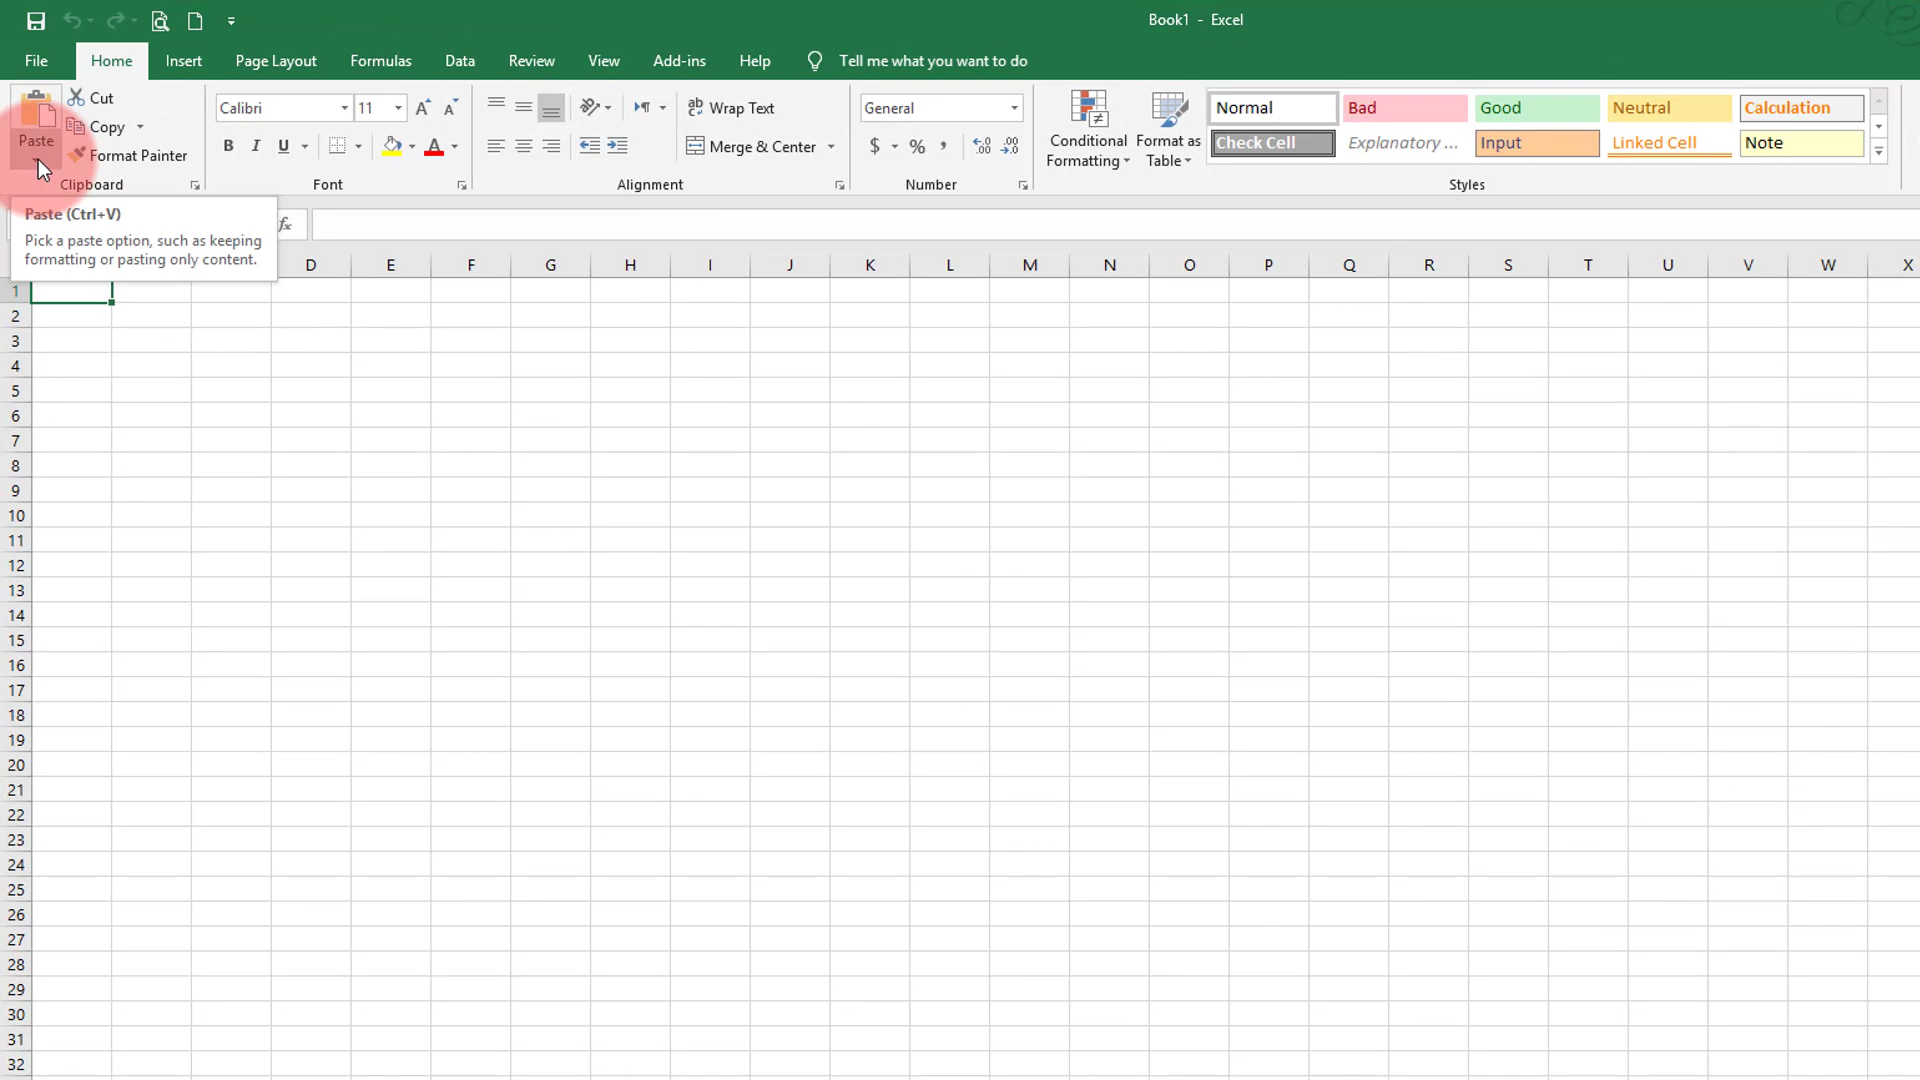 Book1 - Excel
File Home Insert Page Layout Formulas Data Review View Add-ins Help Tell me what you want to do
Paste
Cut
Copy
Format Painter
Clipboard
Calibri 11
B I U A
Font
ab Wrap Text
Merge & Center
Alignment
General
$ % ,
Number
Conditional
Formatting
Format as
Table
Normal Bad Good Neutral Calculation
Check Cell Explanatory ... Input Linked Cell Note
Styles
Paste (Ctrl+V)
Pick a paste option, such as keeping
formatting or pasting only content.
fx
D E F G H I J K L M N O P Q R S T U V W X
1
2
3
4
5
6
7
8
9
10
11
12
13
14
15
16
17
18
19
20
21
22
23
24
25
26
27
28
29
30
31
32